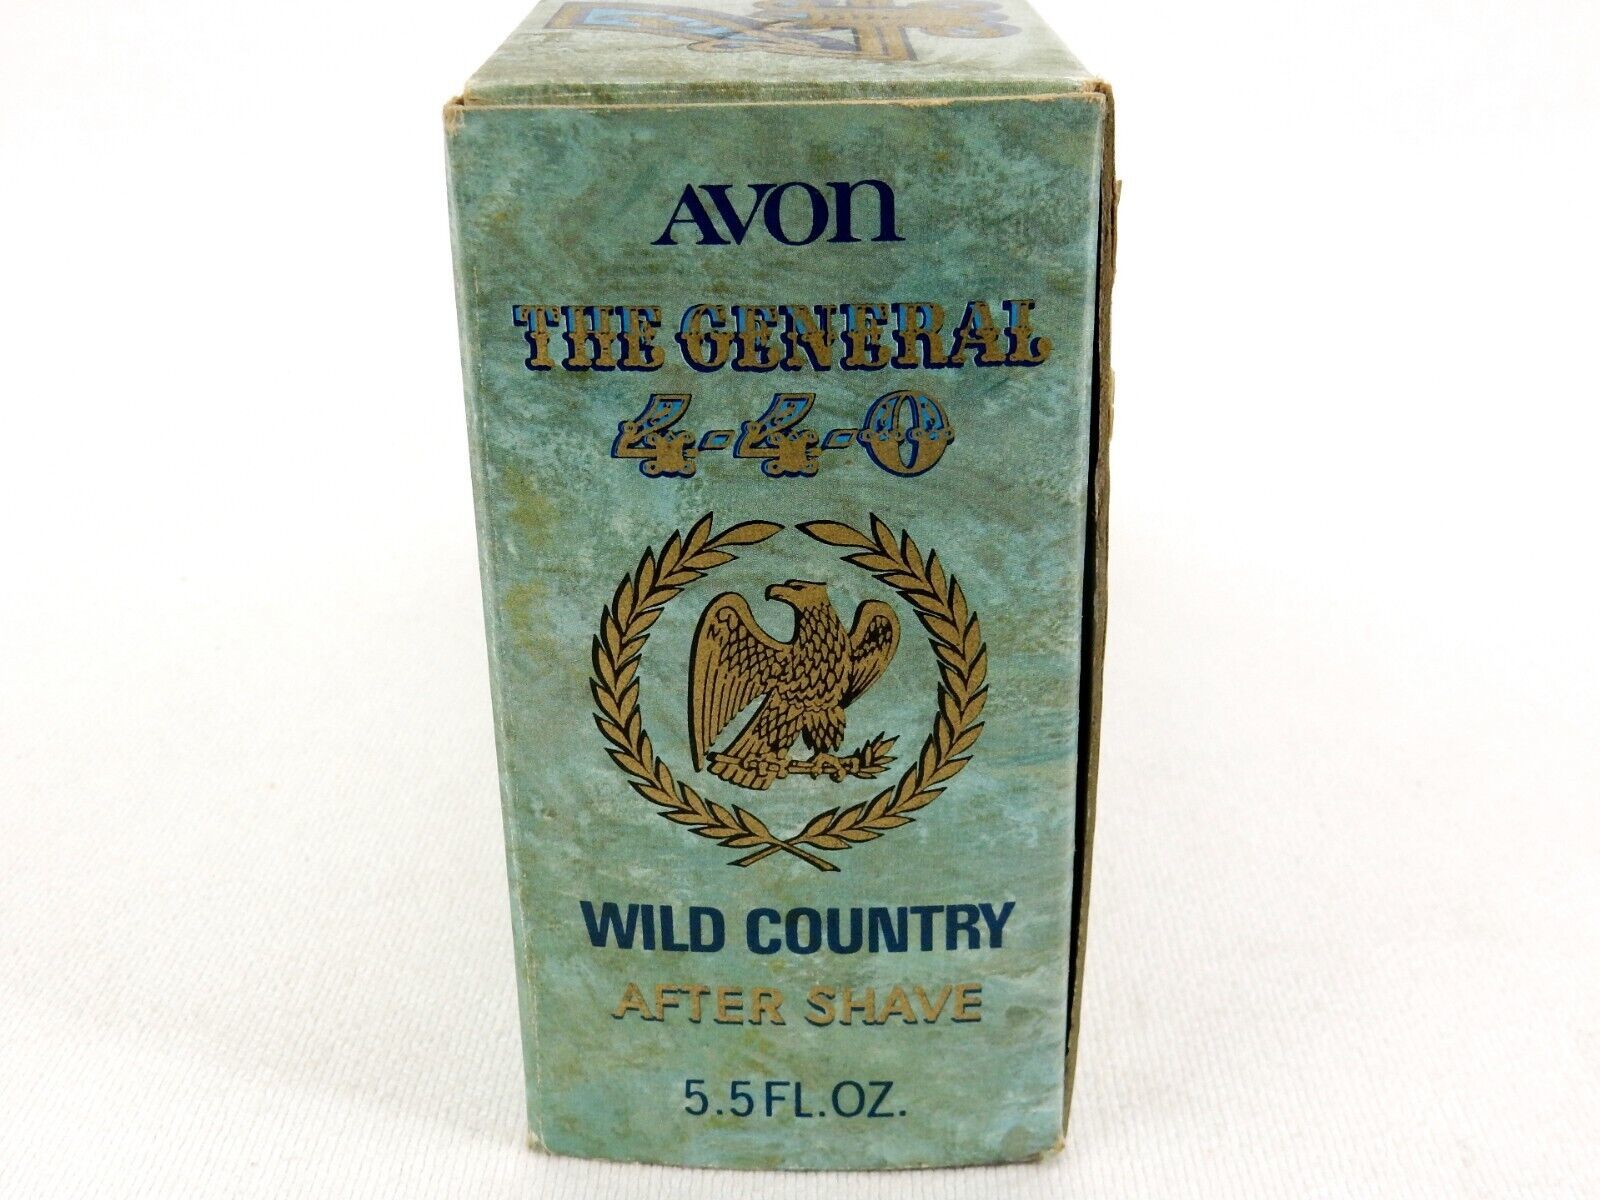 AVON
THE GENERAL
4-4-0
WILD COUNTRY
AFTER SHAVE
5.5 FL. OZ.